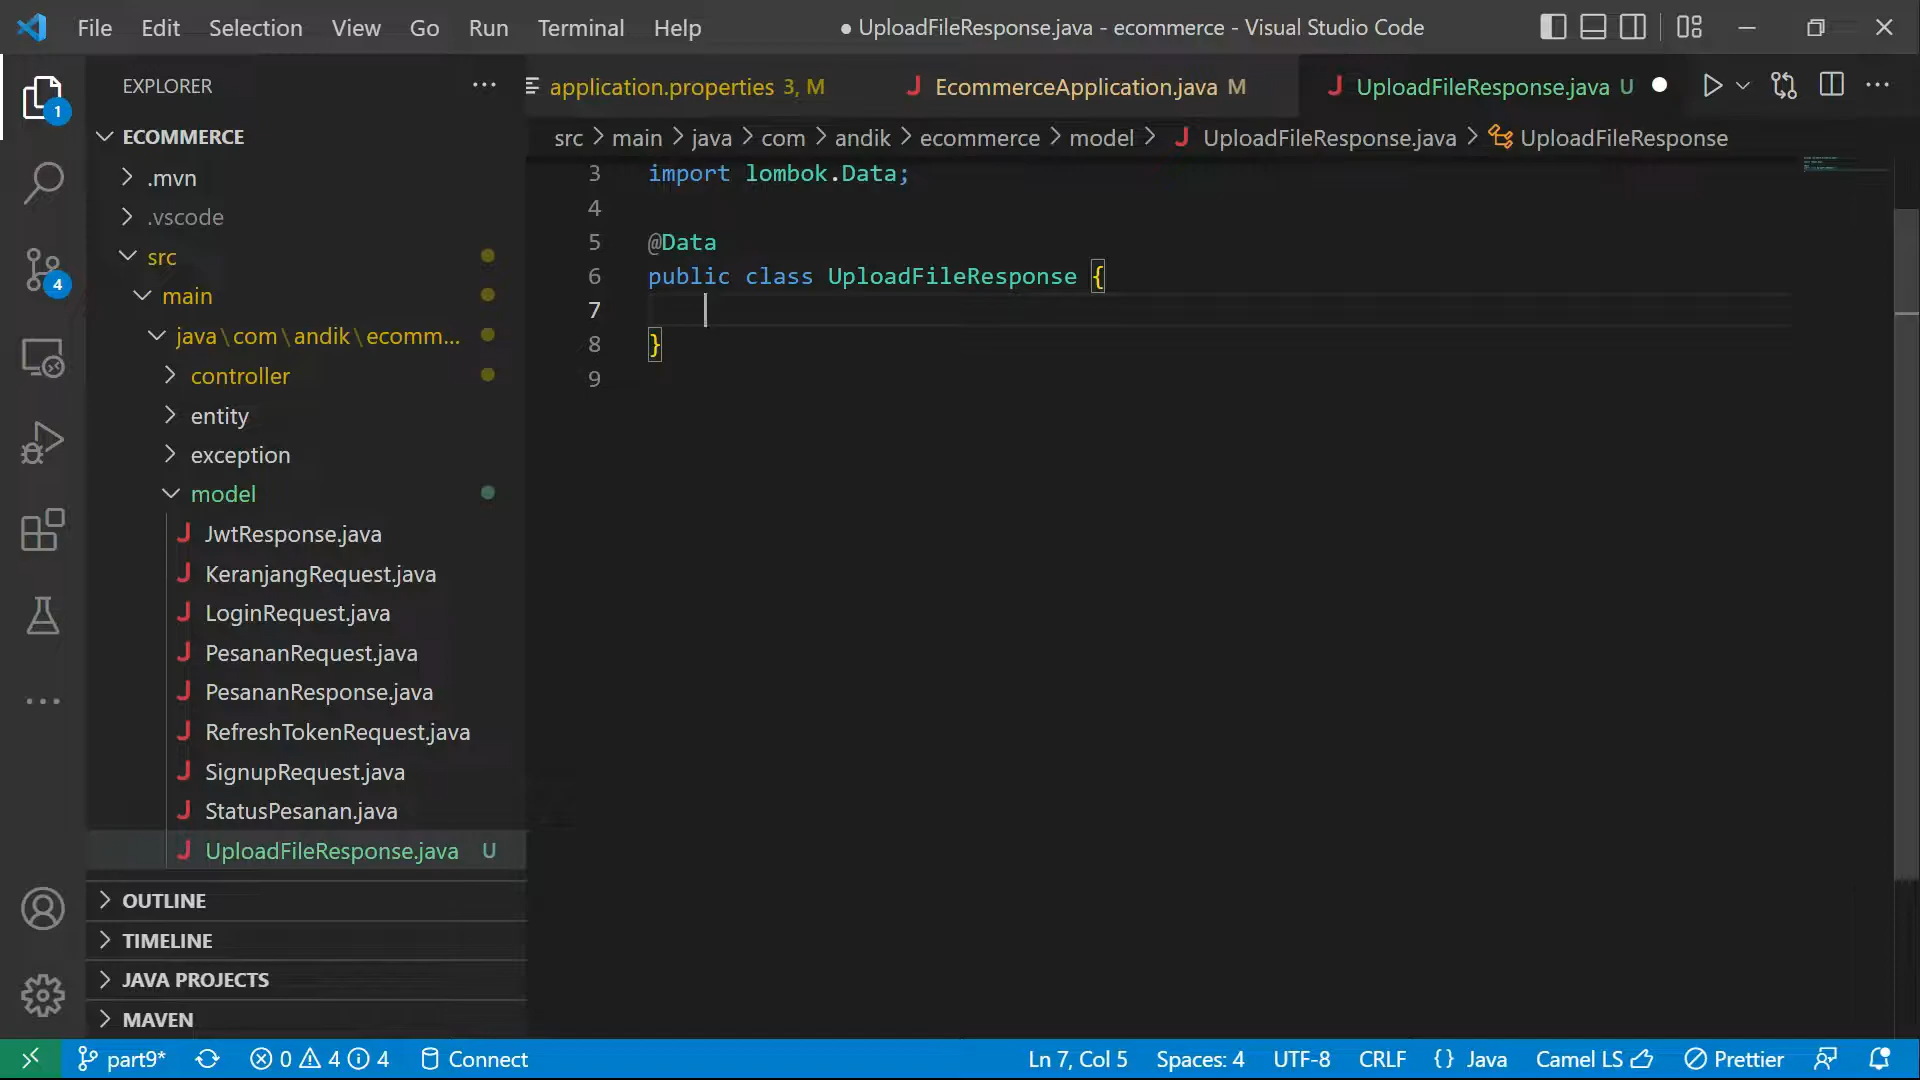 File Edit Selection View Go Run Terminal Help
● UploadFileResponse.java - ecommerce - Visual Studio Code
EXPLORER
application.properties 3, M
EcommerceApplication.java M
UploadFileResponse.java U
ECOMMERCE
src > main > java > com > andik > ecommerce > model > UploadFileResponse.java > UploadFileResponse
.mvn
.vscode
src
main
java\com\andik\ecomm...
controller
entity
exception
model
JwtResponse.java
KeranjangRequest.java
LoginRequest.java
PesananRequest.java
PesananResponse.java
RefreshTokenRequest.java
SignupRequest.java
StatusPesanan.java
UploadFileResponse.java U
OUTLINE
TIMELINE
JAVA PROJECTS
MAVEN
1
4
3 import lombok.Data;
4
5 @Data
6 public class UploadFileResponse {
7
8 }
9
part9* 0 4 4 Connect
Ln 7, Col 5 Spaces: 4 UTF-8 CRLF {} Java Camel LS Prettier